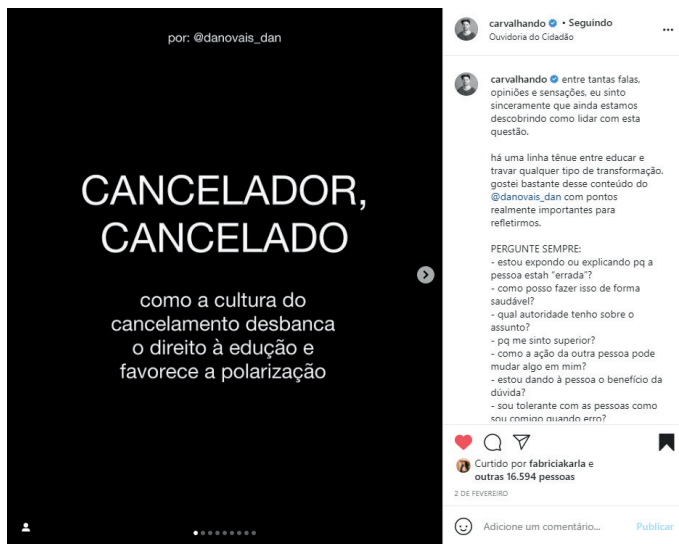 por: @danovais_dan
CANCELADOR,
CANCELADO
como a cultura do
cancelamento desbanca
o direito à edução e
favorece a polarização
carvalhando • Seguindo
Ouvidoria do Cidadão
carvalhando entre tantas falas,
opiniões e sensações, eu sinto
sinceramente que ainda estamos
descobrindo como lidar com esta
questão.
há uma linha tênue entre educar e
travar qualquer tipo de transformação.
gostei bastante desse conteúdo do
@danovais_dan com pontos
realmente importantes para
refletirmos.
PERGUNTE SEMPRE:
- estou expondo ou explicando pq a
pessoa estah "errada"?
- como posso fazer isso de forma
saudável?
- qual autoridade tenho sobre o
assunto?
- pq me sinto superior?
- como a ação da outra pessoa pode
mudar algo em mim?
- estou dando à pessoa o benefício da
dúvida?
- sou tolerante com as pessoas como
sou comigo quando erro?
Curtido por fabriciakarla e
outras 16.594 pessoas
2 DE FEVEREIRO
Adicione um comentário... Publicar